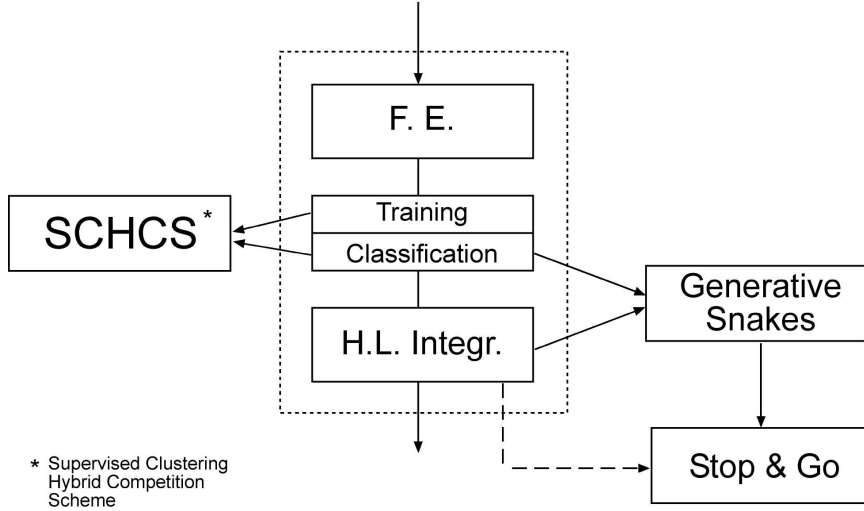 F. E.
Training
SCHCS*
Classification
Generative
Snakes
H.L. Integr.
Stop & Go
* Supervised Clustering
Hybrid Competition
Scheme